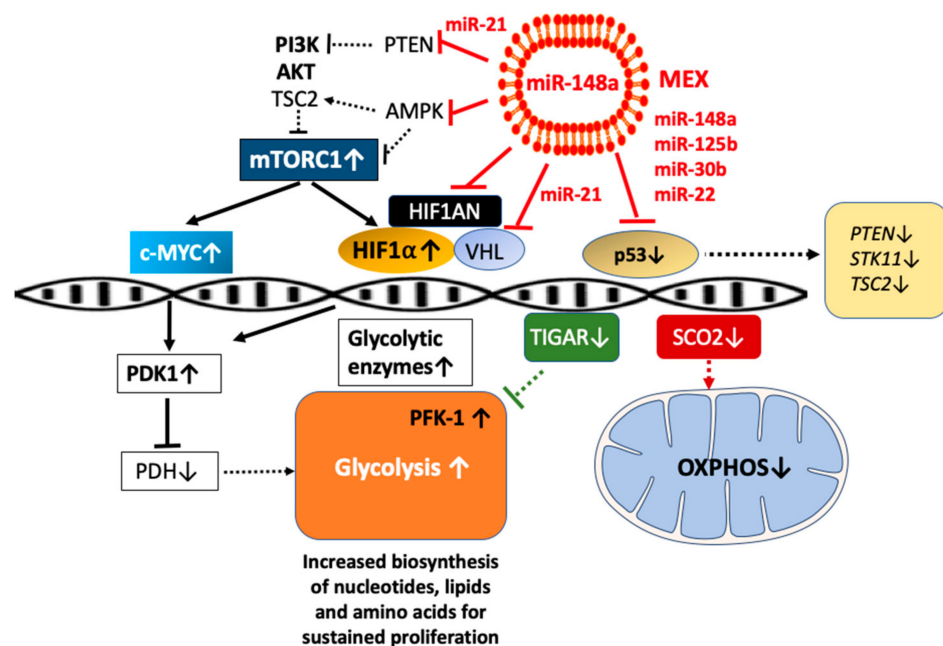 miR-21
PI3K
PTEN
AKT
TSC2
AMPK
miR-148a
MEX
miR-148a
miR-125b
miR-30b
miR-22
mTORC1↑
miR-21
HIF1AN
c-MYC↑
HIF1α↑
VHL
p53↓
PTEN↓
STK11↓
TSC2↓
PDK1↑
Glycolytic
enzymes↑
TIGAR↓
SCO2↓
PFK-1 ↑
PDH↓
Glycolysis ↑
OXPHOS↓
Increased biosynthesis
of nucleotides, lipids
and amino acids for
sustained proliferation